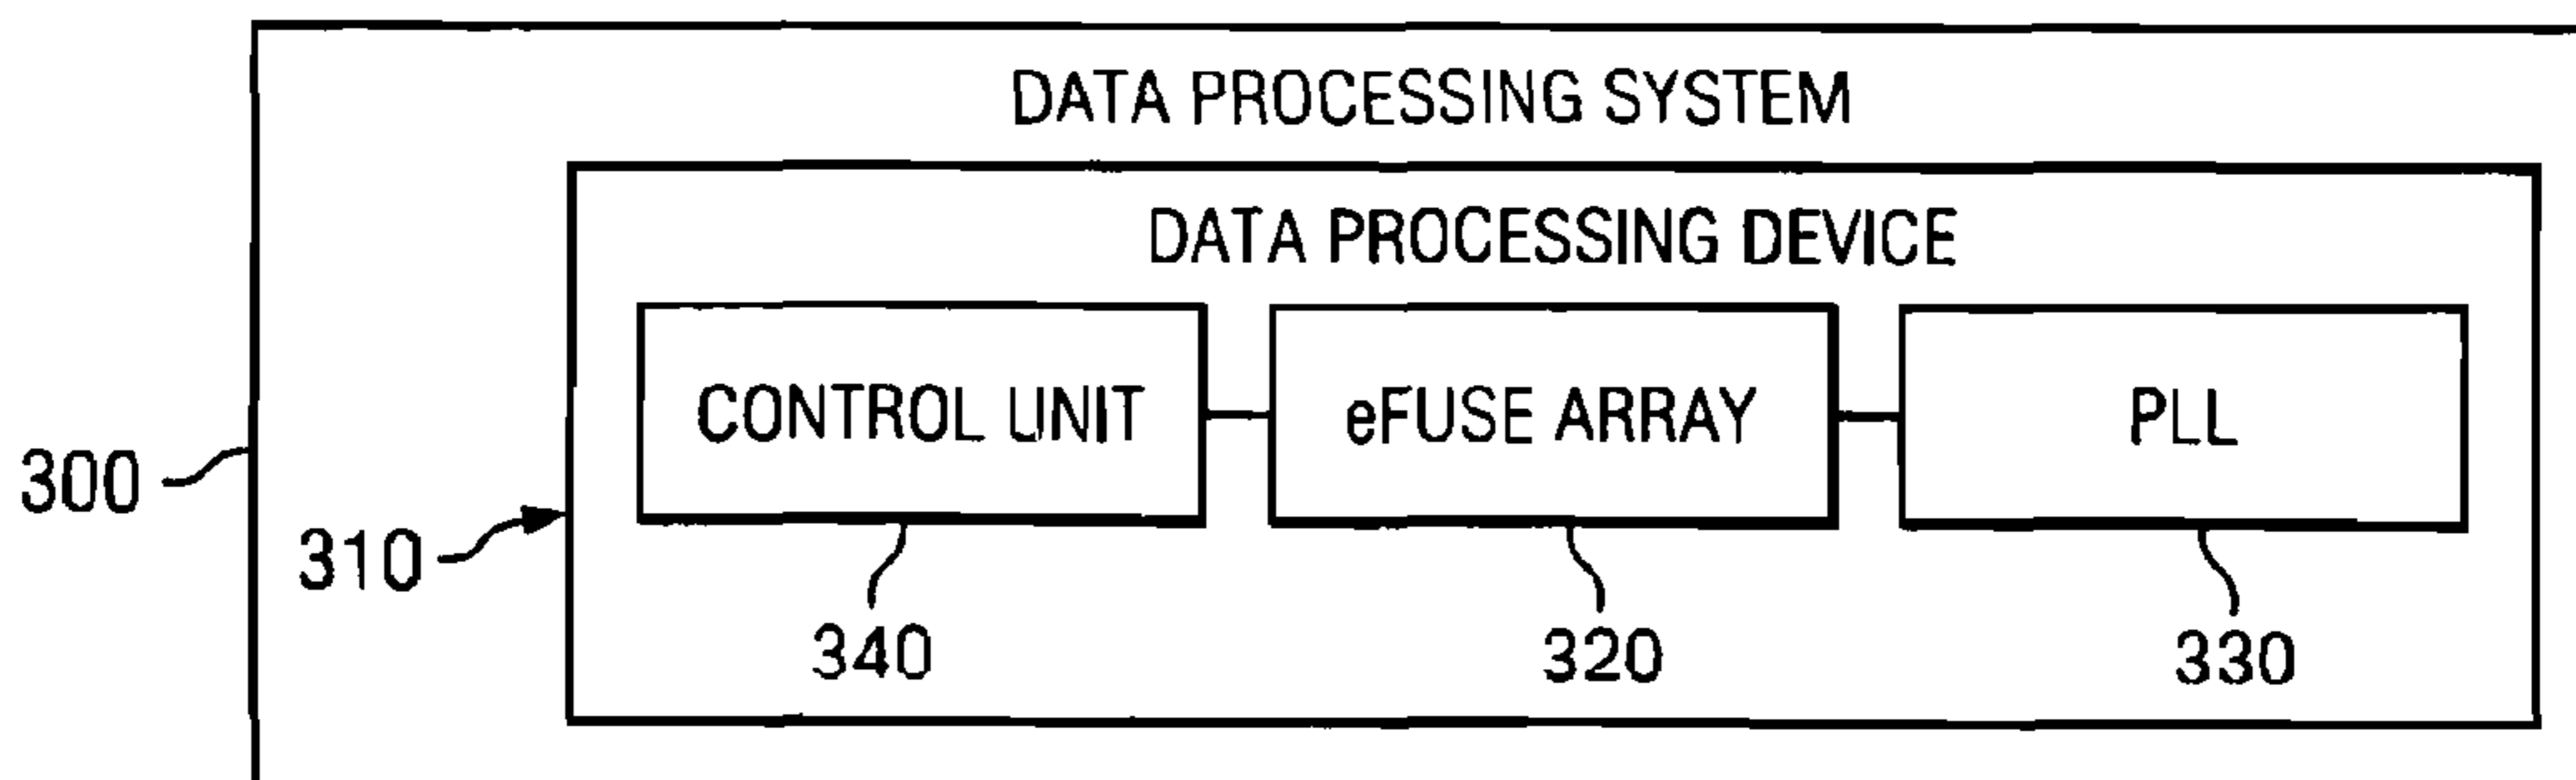 DATA PROCESSING SYSTEM
DATA PROCESSING DEVICE
CONTROL UNIT
eFUSE ARRAY
PLL
300
310
340
320
330